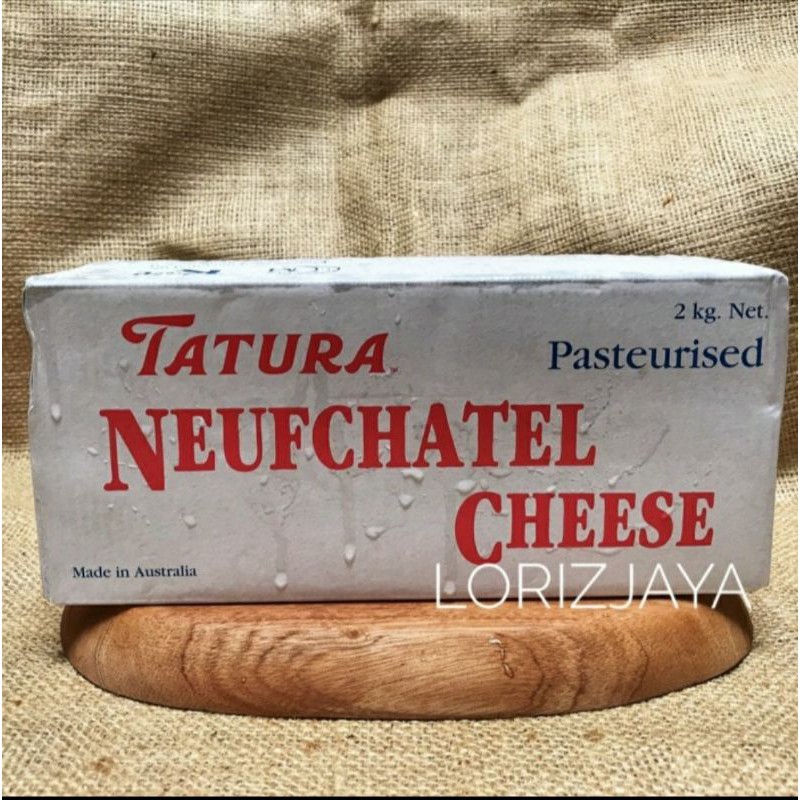 TATURA
2 kg. Net.
Pasteurised
NEUFCHATEL
CHEESE
Made in Australia
LORIZJAYA